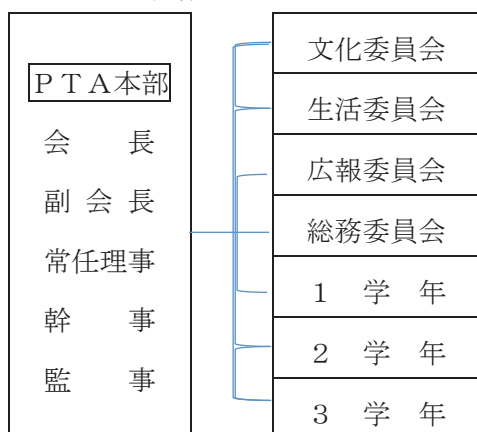 ＰＴＡ本部
会長
副会長
常任理事
幹事
監事
文化委員会
生活委員会
広報委員会
総務委員会
１学年
２学年
３学年